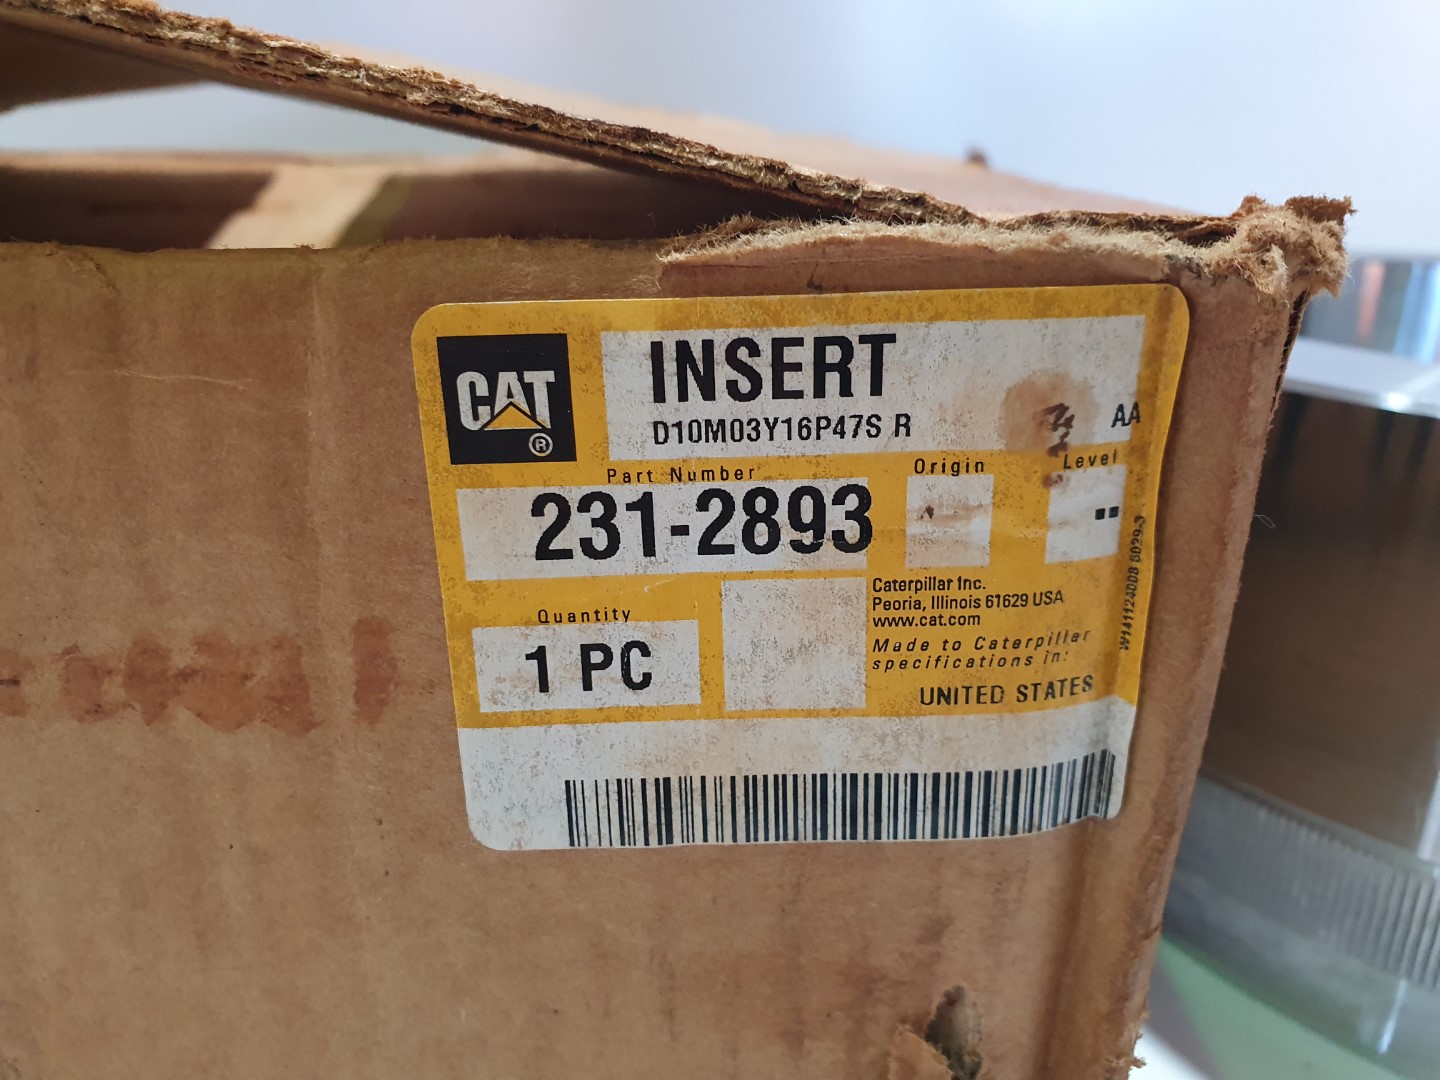 CAT
®
INSERT
D10M03Y16P47S R
AA
Part Number
Origin
Level
231-2893
--
Quantity
1 PC
Caterpillar Inc.
Peoria, Illinois 61629 USA
www.cat.com
Made to Caterpillar
specifications in:
UNITED STATES